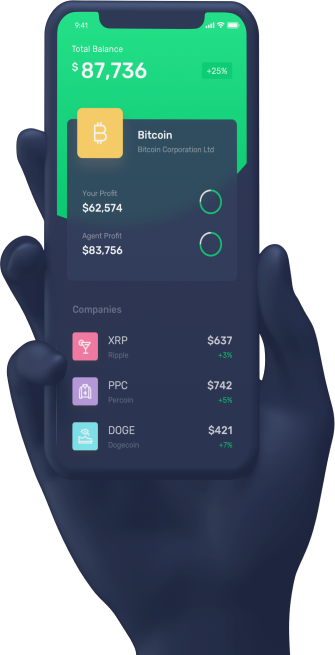 9:41
Total Balance
$87,736
+25%
Bitcoin
Bitcoin Corporation Ltd
Your Profit
$62,574
Agent Profit
$83,756
Companies
XRP $637
Ripple +3%
PPC $742
Percoin +5%
DOGE $421
Dogecoin +7%